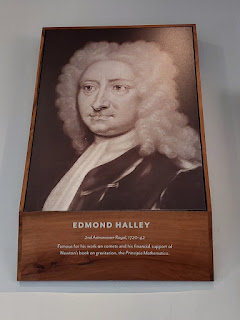 EDMOND HALLEY
2nd Astronomer Royal, 1720-42
Famous for his work on comets and his financial support of
Newton's book on gravitation, the Principia Mathematica.